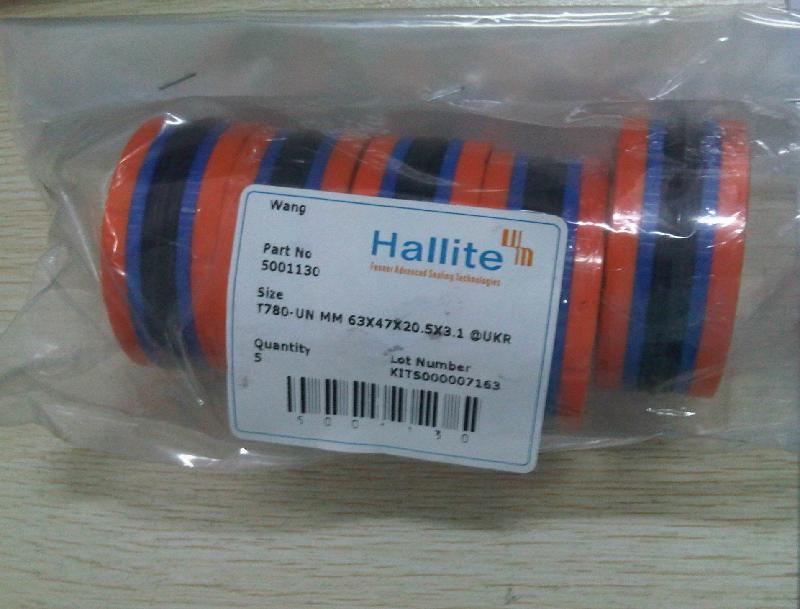 Wang
Hallite
Fenner Advanced Sealing Technologies
Part No
5001130
Size
T780-UN MM 63X47X20.5X3.1 @UKR
Quantity
5
Lot Number
KITS000007163
5001130